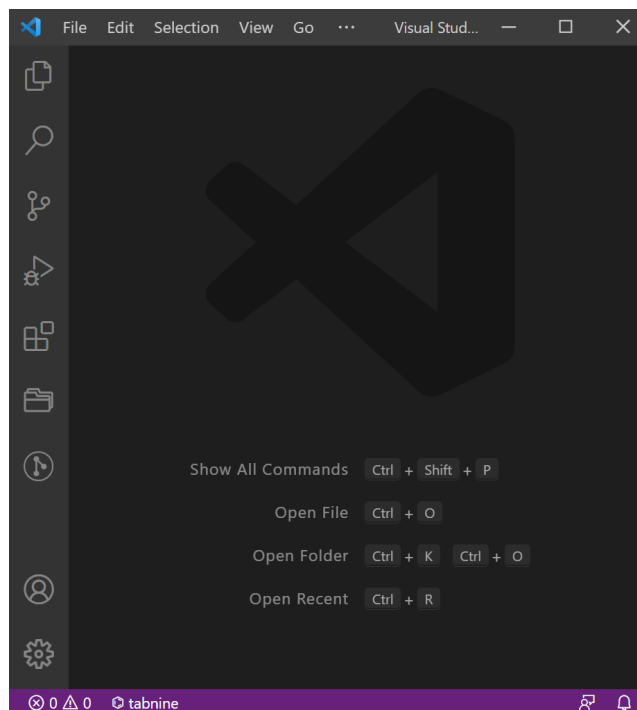 File Edit Selection View Go ··· Visual Stud...
Show All Commands Ctrl + Shift + P
Open File Ctrl + O
Open Folder Ctrl + K Ctrl + O
Open Recent Ctrl + R
0 0 tabnine